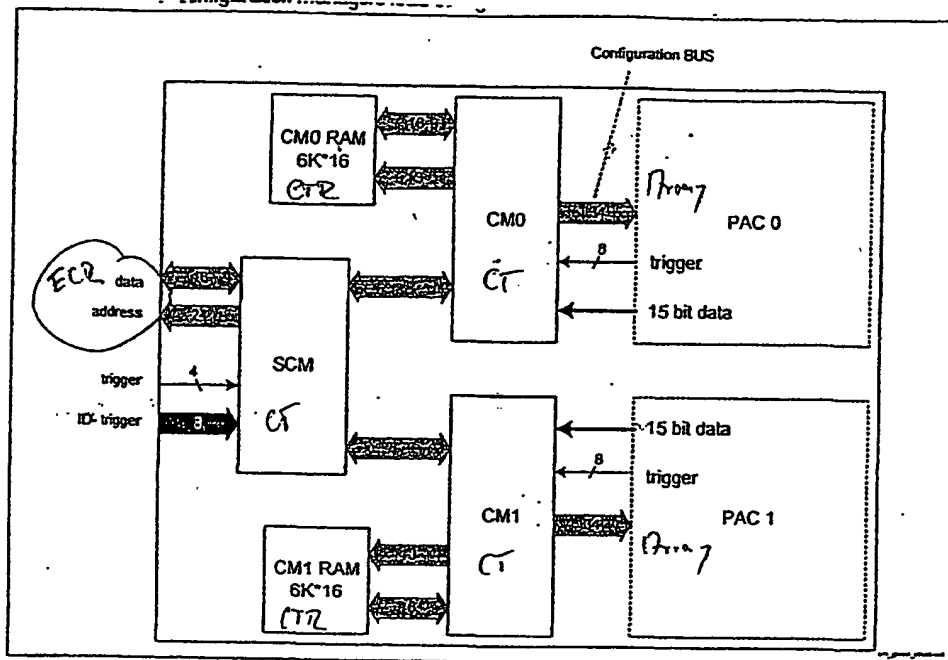 Configuration BUS
CM0 RAM
6K*16
CTR
CM0
CT
Array
PAC 0
8
trigger
15 bit data
ECR data
address
trigger
4
ID- trigger
8
SCM
CT
15 bit data
8
trigger
CM1
CT
PAC 1
Array
CM1 RAM
6K*16
CTR